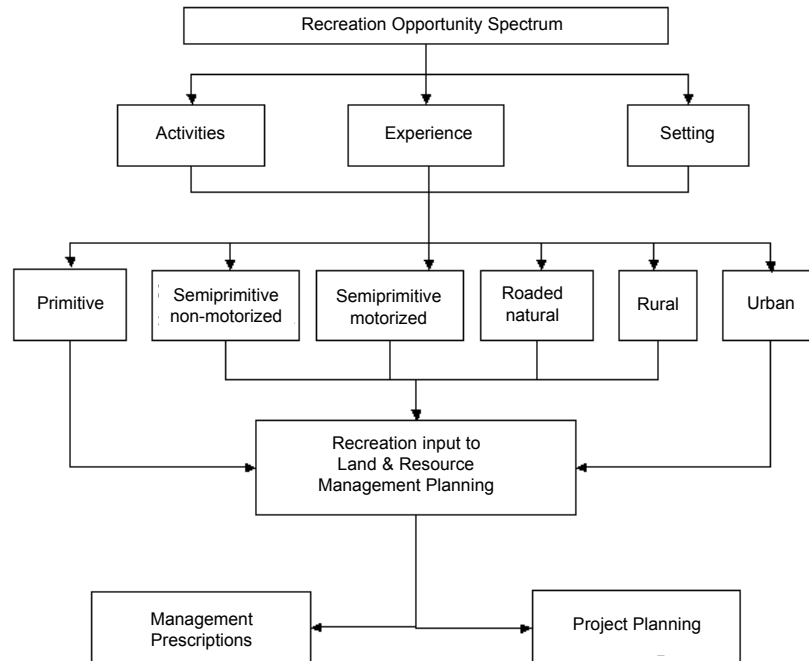 Recreation Opportunity Spectrum
Activities
Experience
Setting
Primitive
Semiprimitive
non-motorized
Semiprimitive
motorized
Roaded
natural
Rural
Urban
Recreation input to
Land & Resource
Management Planning
Management
Prescriptions
Project Planning